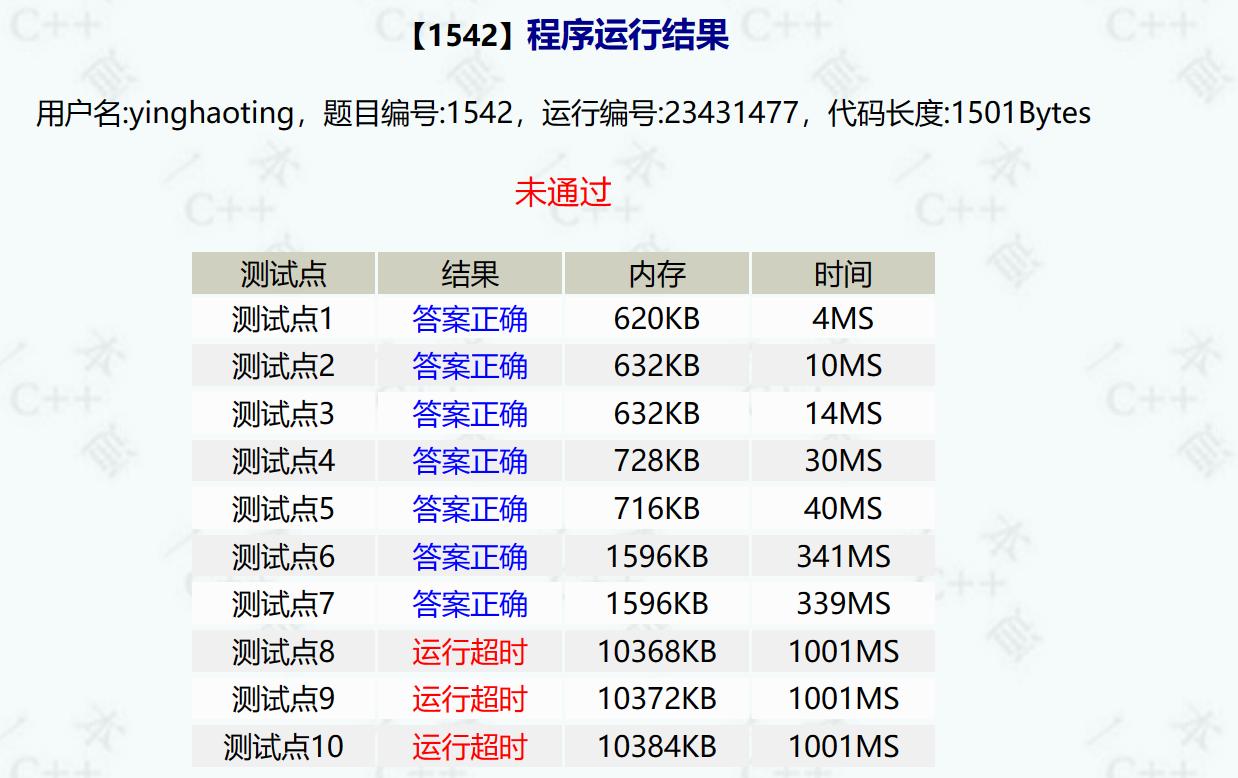 【1542】程序运行结果
用户名:yinghaoting，题目编号:1542，运行编号:23431477，代码长度:1501Bytes
未通过
测试点 结果 内存 时间
测试点1 答案正确 620KB 4MS
测试点2 答案正确 632KB 10MS
测试点3 答案正确 632KB 14MS
测试点4 答案正确 728KB 30MS
测试点5 答案正确 716KB 40MS
测试点6 答案正确 1596KB 341MS
测试点7 答案正确 1596KB 339MS
测试点8 运行超时 10368KB 1001MS
测试点9 运行超时 10372KB 1001MS
测试点10 运行超时 10384KB 1001MS